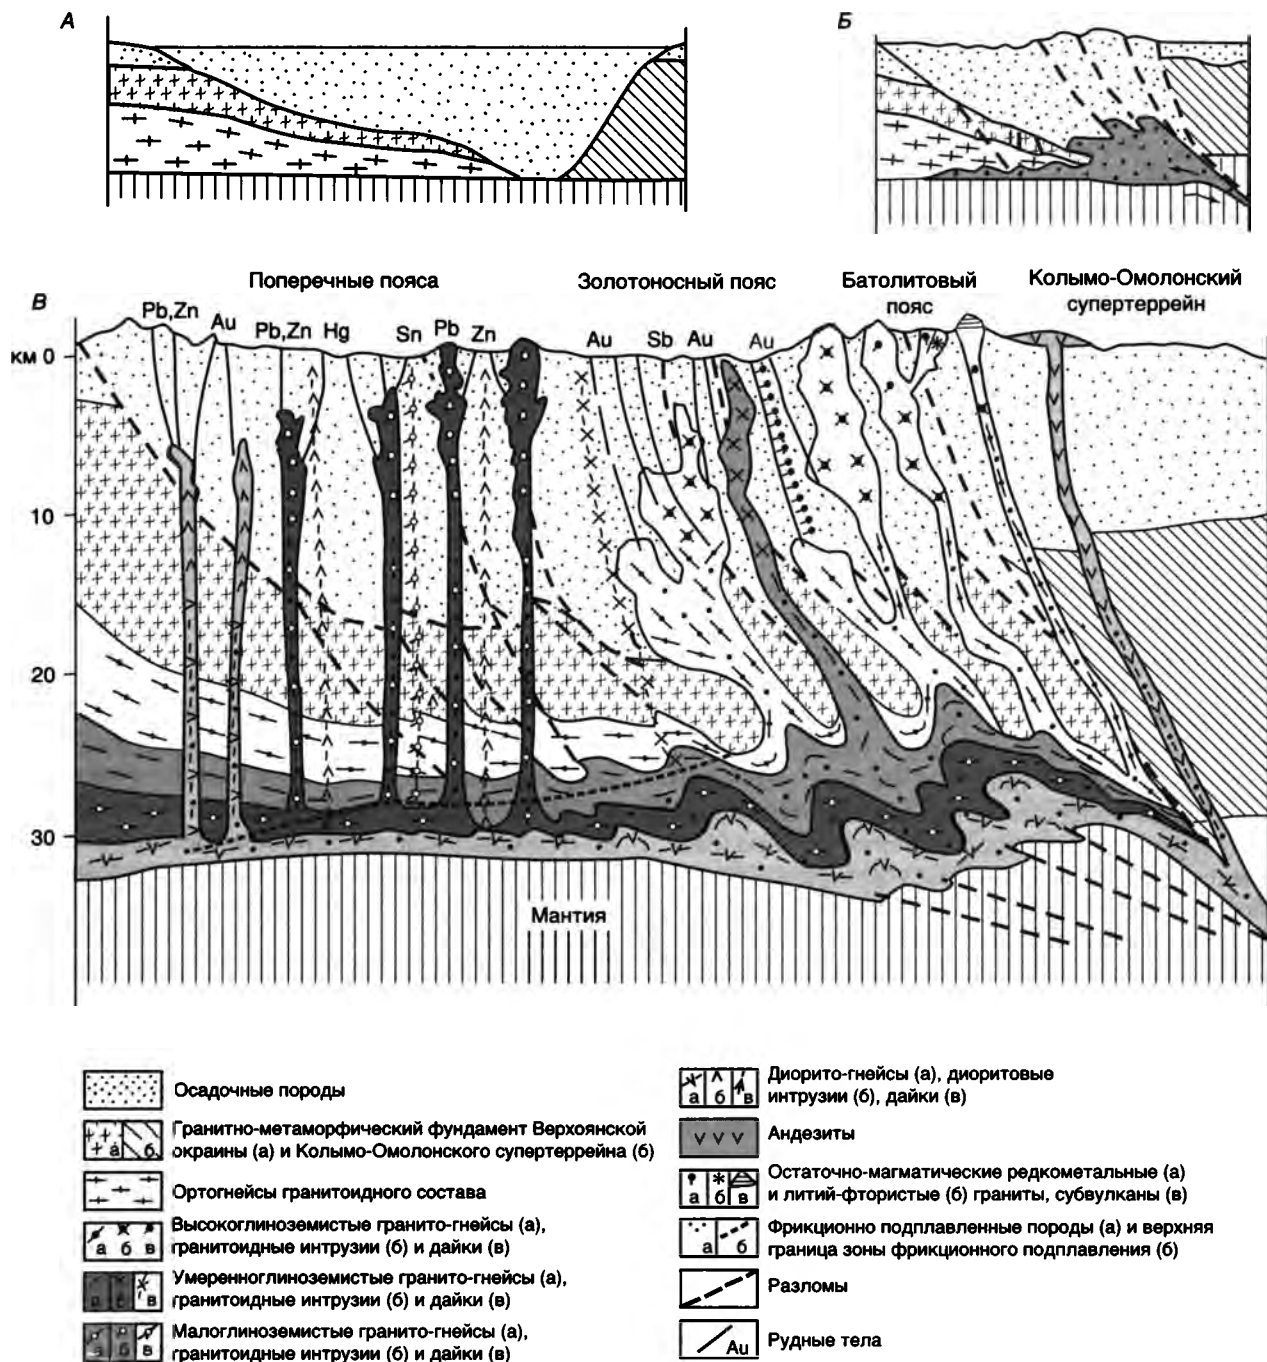 А
Б
Поперечные пояса
Золотоносный пояс
Батолитовый
пояс
Колымо-Омолонский
супертеррейн
В
Pb,Zn
Au
Pb,Zn
Hg
Sn
Pb
Zn
Au
Sb
Au
Au
км 0
10
20
30
Мантия
Осадочные породы
а б
Гранитно-метаморфический фундамент Верхоянской
окраины (а) и Колымо-Омолонского супертеррейна (б)
Ортогнейсы гранитоидного состава
а б в
Высокоглиноземистые гранито-гнейсы (а),
гранитоидные интрузии (б) и дайки (в)
а б в
Умеренноглиноземистые гранито-гнейсы (а),
гранитоидные интрузии (б) и дайки (в)
а б в
Малоглиноземистые гранито-гнейсы (а),
гранитоидные интрузии (б) и дайки (в)
а б в
Диорито-гнейсы (а), диоритовые
интрузии (б), дайки (в)
Андезиты
а б в
Остаточно-магматические редкометальные (а)
и литий-фтористые (б) граниты, субвулканы (в)
а б
Фрикционно подплавленные породы (а) и верхняя
граница зоны фрикционного подплавления (б)
Разломы
Au
Рудные тела